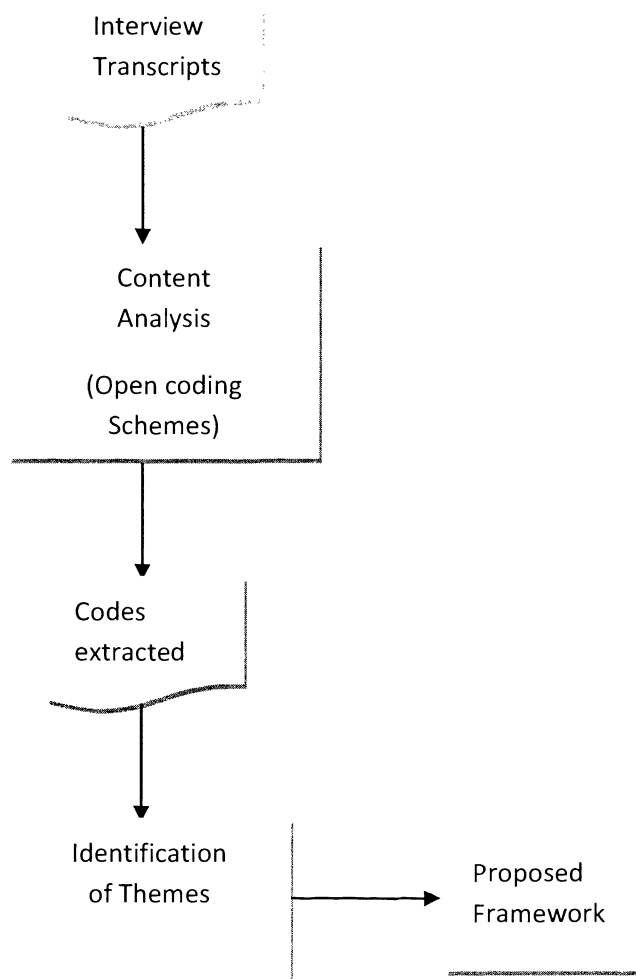 Interview
Transcripts
Content
Analysis
(Open coding
Schemes)
Codes
extracted
Identification
of Themes
Proposed
Framework